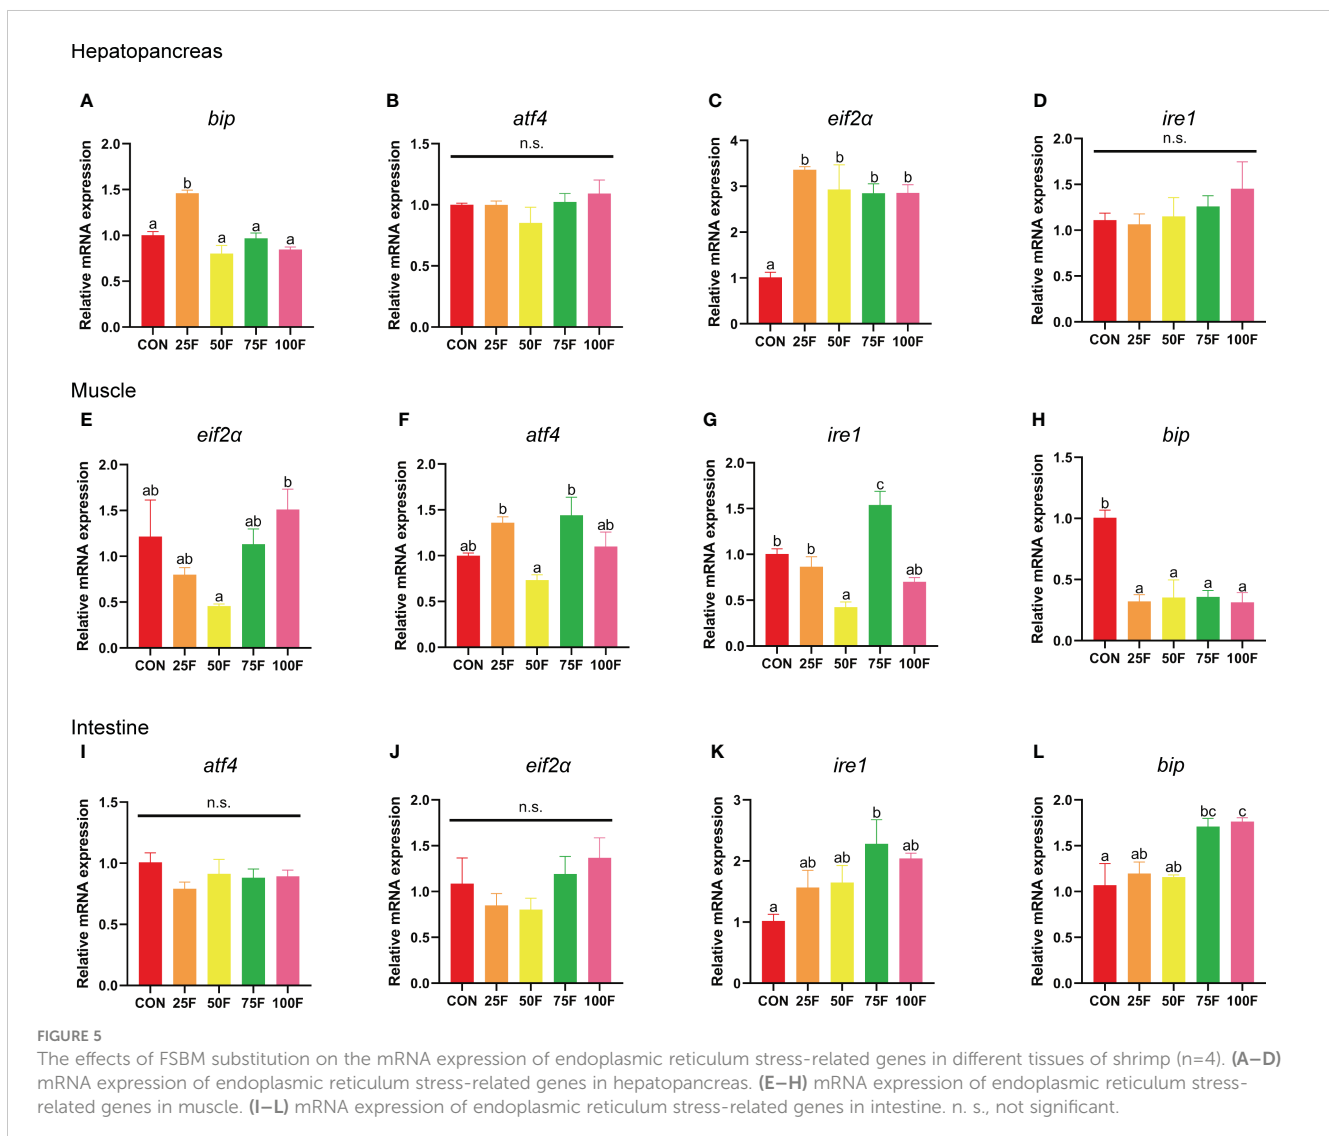 Hepatopancreas
A
bip
Relative mRNA expression
2.0
1.5
1.0
0.5
0.0
a
b
a
a
a
CON 25F 50F 75F 100F
B
atf4
n.s.
Relative mRNA expression
1.5
1.0
0.5
0.0
CON 25F 50F 75F 100F
C
eif2α
Relative mRNA expression
4
3
2
1
0
a
b
b
b
b
CON 25F 50F 75F 100F
D
ire1
n.s.
Relative mRNA expression
2.0
1.5
1.0
0.5
0.0
CON 25F 50F 75F 100F
Muscle
E
eif2α
Relative mRNA expression
2.0
1.5
1.0
0.5
0.0
ab
ab
a
ab
b
CON 25F 50F 75F 100F
F
atf4
Relative mRNA expression
2.0
1.5
1.0
0.5
0.0
ab
b
a
b
ab
CON 25F 50F 75F 100F
G
ire1
Relative mRNA expression
2.0
1.5
1.0
0.5
0.0
b
b
a
c
ab
CON 25F 50F 75F 100F
H
bip
Relative mRNA expression
1.5
1.0
0.5
0.0
b
a
a
a
a
CON 25F 50F 75F 100F
Intestine
I
atf4
n.s.
Relative mRNA expression
1.5
1.0
0.5
0.0
CON 25F 50F 75F 100F
J
eif2α
n.s.
Relative mRNA expression
2.0
1.5
1.0
0.5
0.0
CON 25F 50F 75F 100F
K
ire1
Relative mRNA expression
3
2
1
0
a
ab
ab
b
ab
CON 25F 50F 75F 100F
L
bip
Relative mRNA expression
2.0
1.5
1.0
0.5
0.0
a
ab
ab
bc
c
CON 25F 50F 75F 100F
FIGURE 5
The effects of FSBM substitution on the mRNA expression of endoplasmic reticulum stress-related genes in different tissues of shrimp (n=4). (A–D)
mRNA expression of endoplasmic reticulum stress-related genes in hepatopancreas. (E–H) mRNA expression of endoplasmic reticulum stress-
related genes in muscle. (I–L) mRNA expression of endoplasmic reticulum stress-related genes in intestine. n. s., not significant.